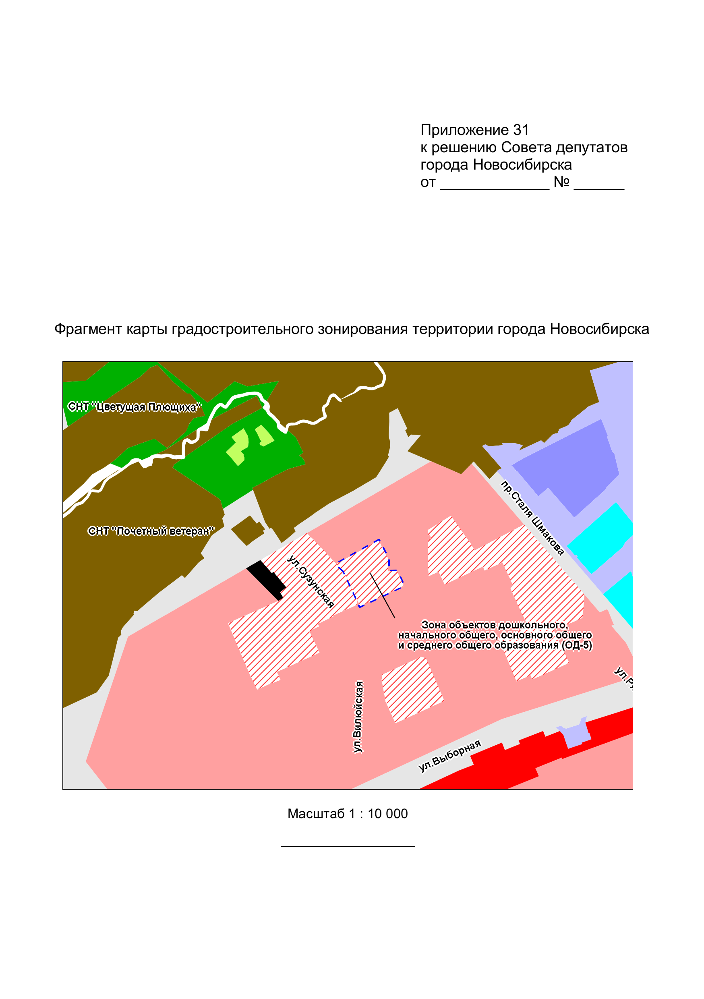 Приложение 31
к решению Совета депутатов
города Новосибирска
от _____________ № ______
Фрагмент карты градостроительного зонирования территории города Новосибирска
СНТ "Цветущая Плющиха"
пр.Сталя Шмакова
СНТ "Почетный ветеран"
ул.Сузунская
Зона объектов дошкольного,
начального общего, основного общего
и среднего общего образования (ОД-5)
ул.Вилюйская
ул.Выборная
Масштаб 1 : 10 000